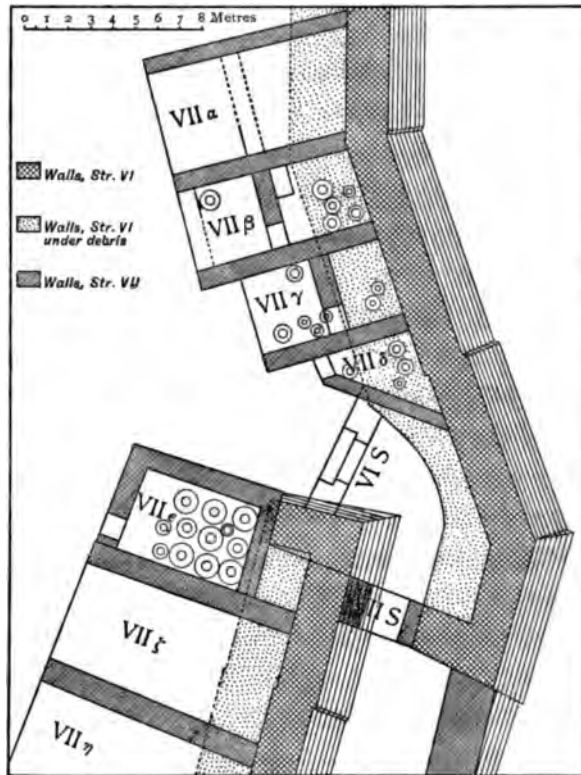 0 1 2 3 4 5 6 7 8 Metres
VII α
Walls, Str. VI
VII β
Walls, Str. VI
under debris
VII γ
Walls, Str. VII
VII δ
VI S
VII ε
II S
VII ζ
VII η